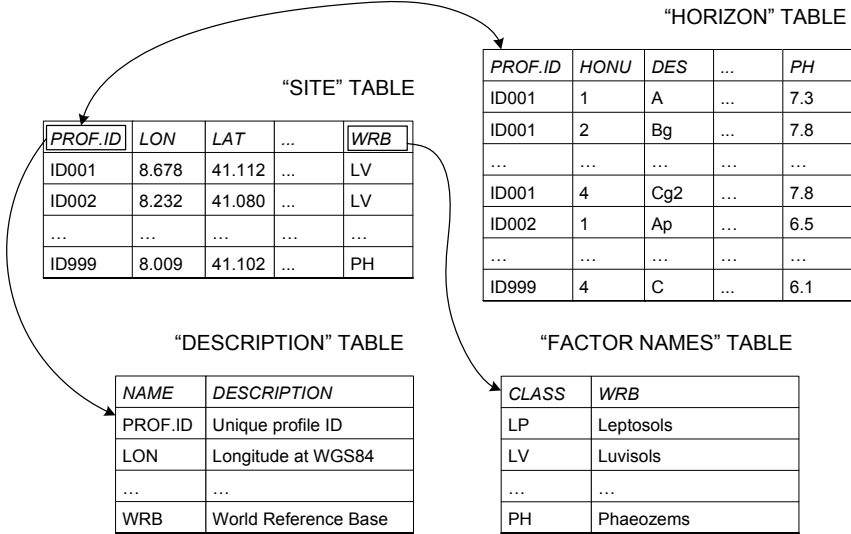 “HORIZON” TABLE
PROF.ID HONU DES ... PH
ID001 1 A ... 7.3
ID001 2 Bg ... 7.8
... ... ... ... ...
ID001 4 Cg2 ... 7.8
ID002 1 Ap ... 6.5
... ... ... ... ...
ID999 4 C ... 6.1
“SITE” TABLE
PROF.ID LON LAT ... WRB
ID001 8.678 41.112 ... LV
ID002 8.232 41.080 ... LV
... ... ... ... ...
ID999 8.009 41.102 ... PH
“DESCRIPTION” TABLE
NAME DESCRIPTION
PROF.ID Unique profile ID
LON Longitude at WGS84
... ...
WRB World Reference Base
“FACTOR NAMES” TABLE
CLASS WRB
LP Leptosols
LV Luvisols
... ...
PH Phaeozems